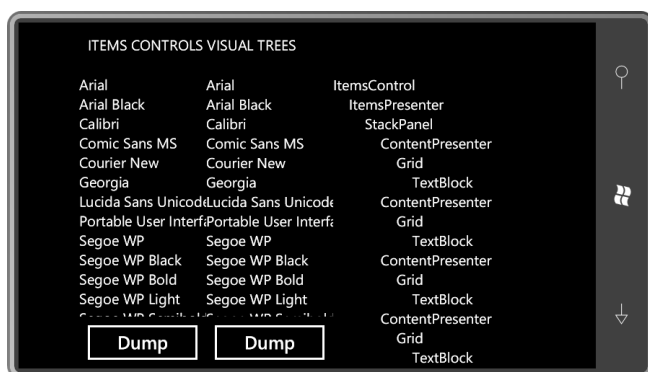 ITEMS CONTROLS VISUAL TREES
Arial
Arial Black
Calibri
Comic Sans MS
Courier New
Georgia
Lucida Sans Unicode
Portable User Interfa
Segoe WP
Segoe WP Black
Segoe WP Bold
Segoe WP Light
Segoe WP Semibold
Dump
Arial
Arial Black
Calibri
Comic Sans MS
Courier New
Georgia
Lucida Sans Unicode
Portable User Interfa
Segoe WP
Segoe WP Black
Segoe WP Bold
Segoe WP Light
Dump
ItemsControl
ItemsPresenter
StackPanel
ContentPresenter
Grid
TextBlock
ContentPresenter
Grid
TextBlock
ContentPresenter
Grid
TextBlock
ContentPresenter
Grid
TextBlock